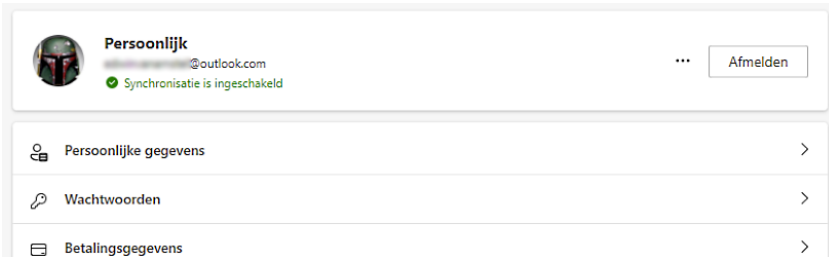 Persoonlijk
@outlook.com
Synchronisatie is ingeschakeld
Afmelden
Persoonlijke gegevens
Wachtwoorden
Betalingsgegevens